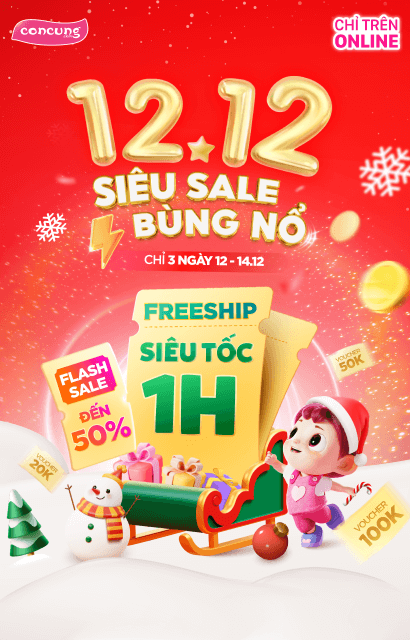 concung
.com
CHỈ TRÊN
ONLINE
12.12
SIÊU SALE
BÙNG NỔ
CHỈ 3 NGÀY 12 - 14.12
FREESHIP
SIÊU TỐC
1H
FLASH
SALE
ĐẾN
50%
VOUCHER
50K
VOUCHER
20K
VOUCHER
100K